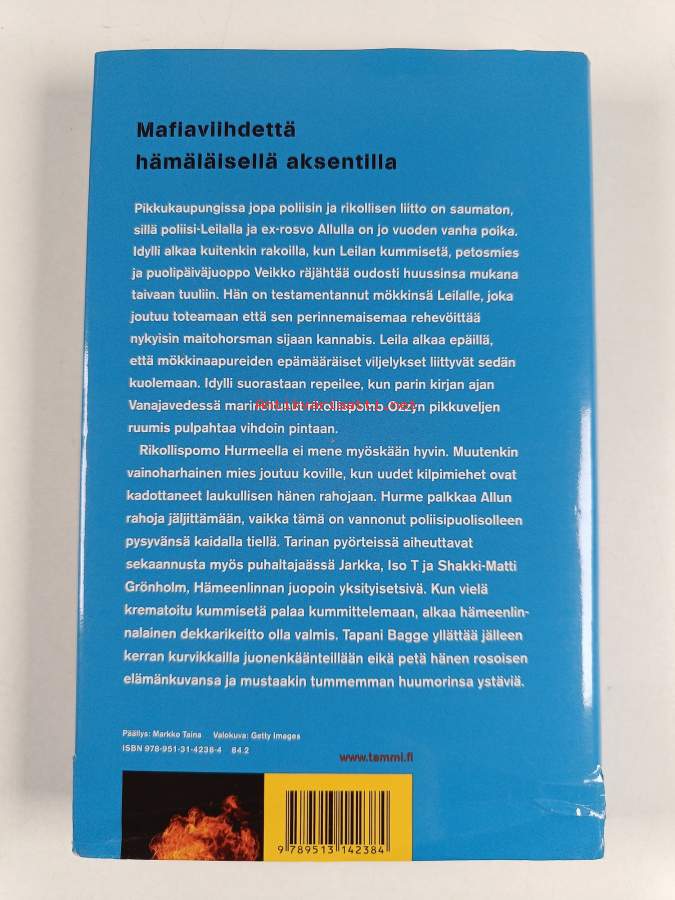 Mafiaviihdettä
hämäläisellä aksentilla
Pikkukaupungissa jopa poliisin ja rikollisen liitto on saumaton,
sillä poliisi-Leilalla ja ex-rosvo Allulla on jo vuoden vanha poika.
Idylli alkaa kuitenkin rakoilla, kun Leilan kummisetä, petosmies
ja puolipäiväjuoppo Veikko räjähtää oudosti huussinsa mukana
taivaan tuuliin. Hän on testamentannut mökkinsä Leilalle, joka
joutuu toteamaan että sen perinnemaisemaa rehevöittää
nykyisin maitohorsman sijaan kannabis. Leila alkaa epäillä,
että mökkinaapureiden epämääräiset viljelykset liittyvät sedän
kuolemaan. Idylli suorastaan repeilee, kun parin kirjan ajan
Vanajavedessä marinoitunut rikollispomo Ozzyn pikkuveljen
ruumis pulpahtaa vihdoin pintaan.
Rikollispomo Hurmeella ei mene myöskään hyvin. Muutenkin
vainoharhainen mies joutuu koville, kun uudet kilpimiehet ovat
kadottaneet laukullisen hänen rahojaan. Hurme palkkaa Allun
rahoja jäljittämään, vaikka tämä on vannonut poliisipuolisolleen
pysyvänsä kaidalla tiellä. Tarinan pyörteissä aiheuttavat
sekaannusta myös puhaltajaässä Jarkka, Iso T ja Shakki-Matti
Grönholm, Hämeenlinnan juopoin yksityisetsivä. Kun vielä
krematoitu kummisetä palaa kummittelemaan, alkaa hämeenlin-
nalainen dekkarikeitto olla valmis. Tapani Bagge yllättää jälleen
kerran kurvikkailla juonenkäänteillään eikä petä hänen rosoisen
elämänkuvansa ja mustaakin tummemman huumorinsa ystäviä.
Päällys: Markko Taina Valokuva: Getty Images
ISBN 978-951-31-4238-4 84.2
www.tammi.fi
9 789513 142384